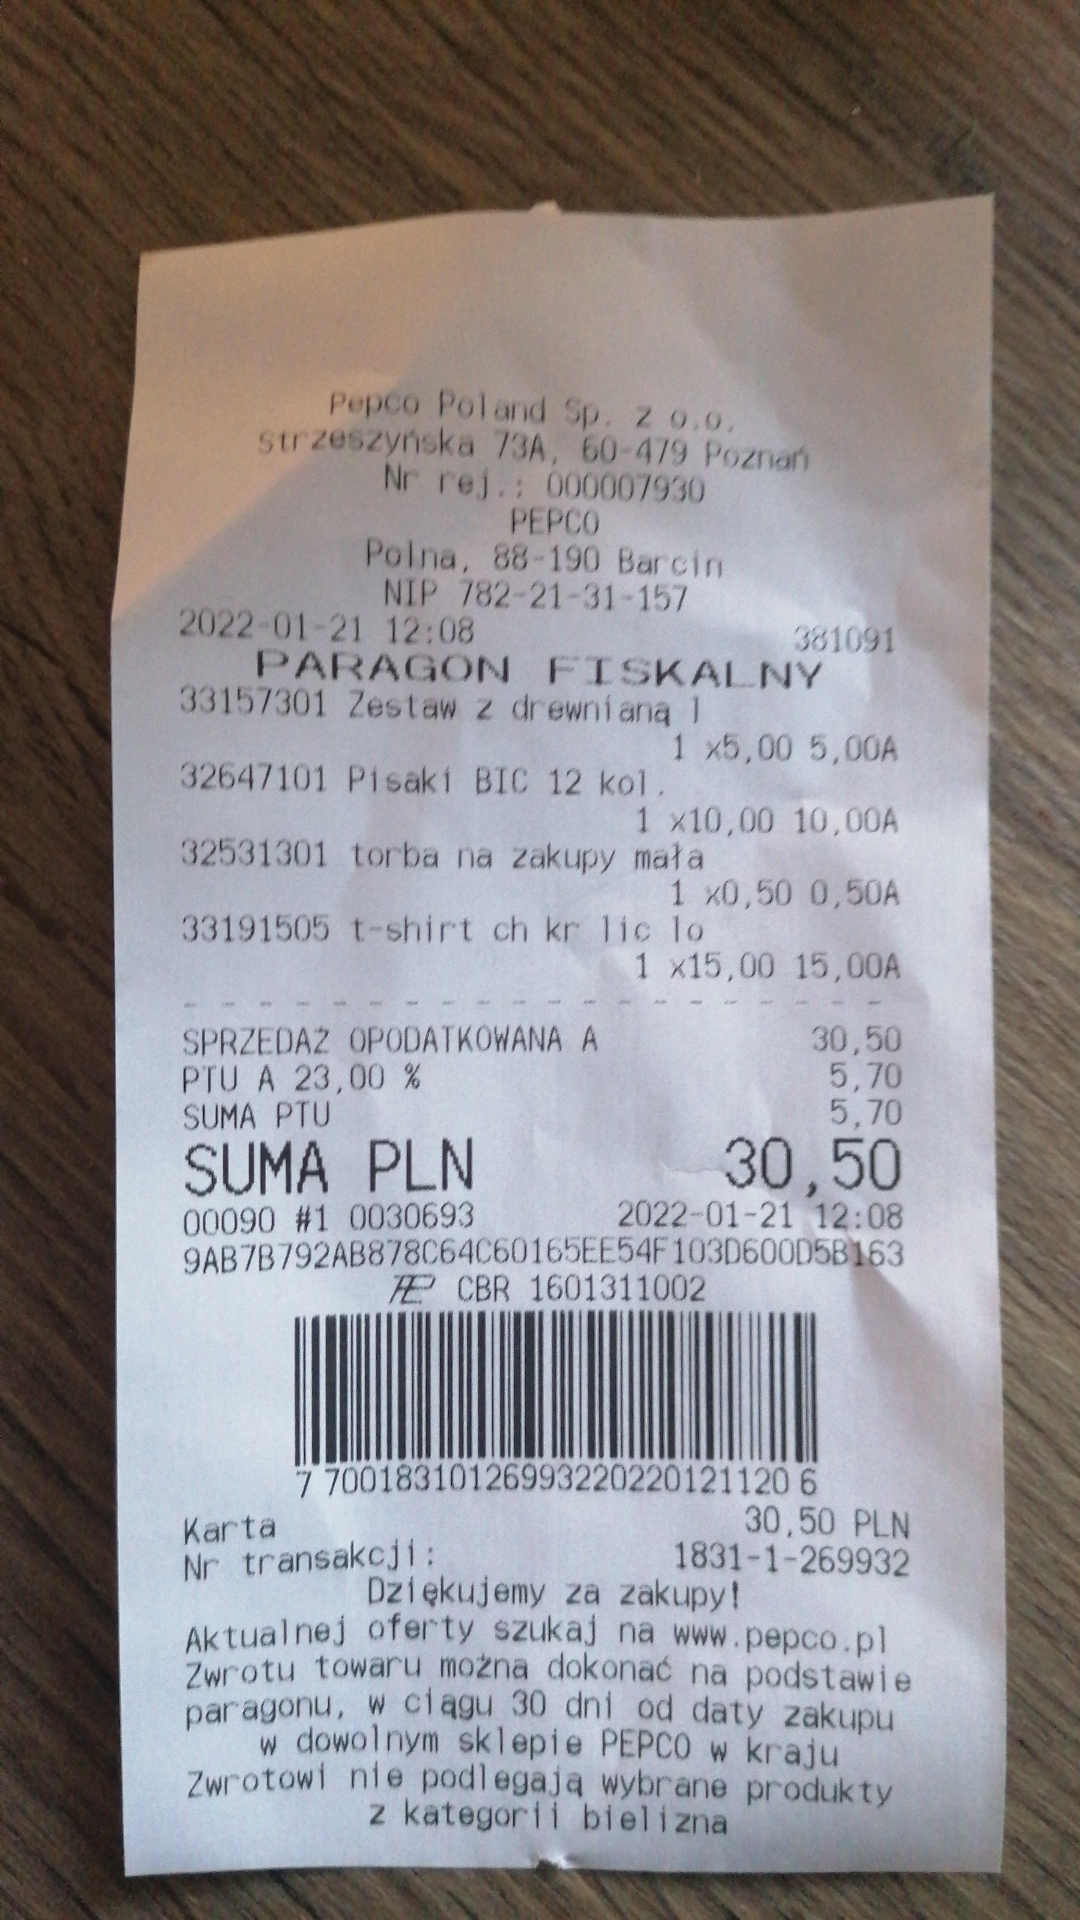 Pepco Poland Sp. z o.o.
Strzeszyńska 73A, 60-479 Poznań
Nr rej.: 000007930
PEPCO
Polna, 88-190 Barcin
NIP 782-21-31-157
2022-01-21 12:08 381091
PARAGON FISKALNY
33157301 Zestaw z drewnianą l
1 x5,00 5,00A
32647101 Pisaki BIC 12 kol.
1 x10,00 10,00A
32531301 torba na zakupy mała
1 x0,50 0,50A
33191505 t-shirt ch kr lic lo
1 x15,00 15,00A
SPRZEDAŻ OPODATKOWANA A 30,50
PTU A 23,00 % 5,70
SUMA PTU 5,70
SUMA PLN 30,50
00090 #1 0030693 2022-01-21 12:08
9AB7B792AB878C64C60165EE54F103D600D5B163
CBR 1601311002
7 700183101269932202201211120 6
Karta 30,50 PLN
Nr transakcji: 1831-1-269932
Dziękujemy za zakupy!
Aktualnej oferty szukaj na www.pepco.pl
Zwrotu towaru można dokonać na podstawie
paragonu, w ciągu 30 dni od daty zakupu
w dowolnym sklepie PEPCO w kraju
Zwrotowi nie podlegają wybrane produkty
z kategorii bielizna